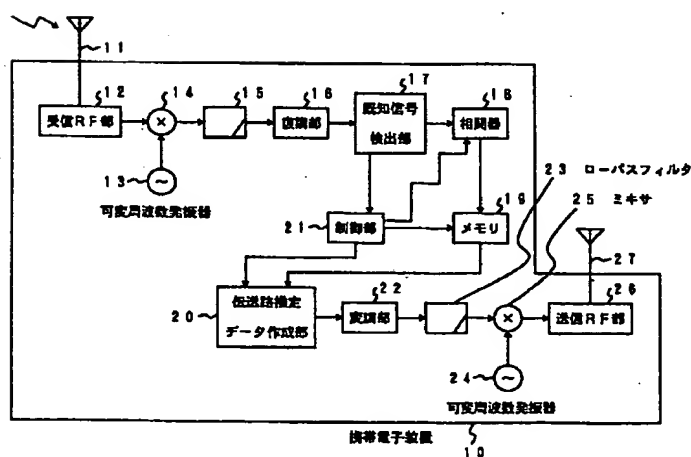 11
12
14
15
16
17
18
受信RF部
×
復調部
既知信号
検出部
相関器
13
~
可変周波数発振器
23 ローパスフィルタ
25 ミキサ
21
制御部
19
メモリ
27
20
伝送路推定
データ作成部
22
変調部
×
26
送信RF部
24
~
可変周波数発振器
携帯電子装置
10